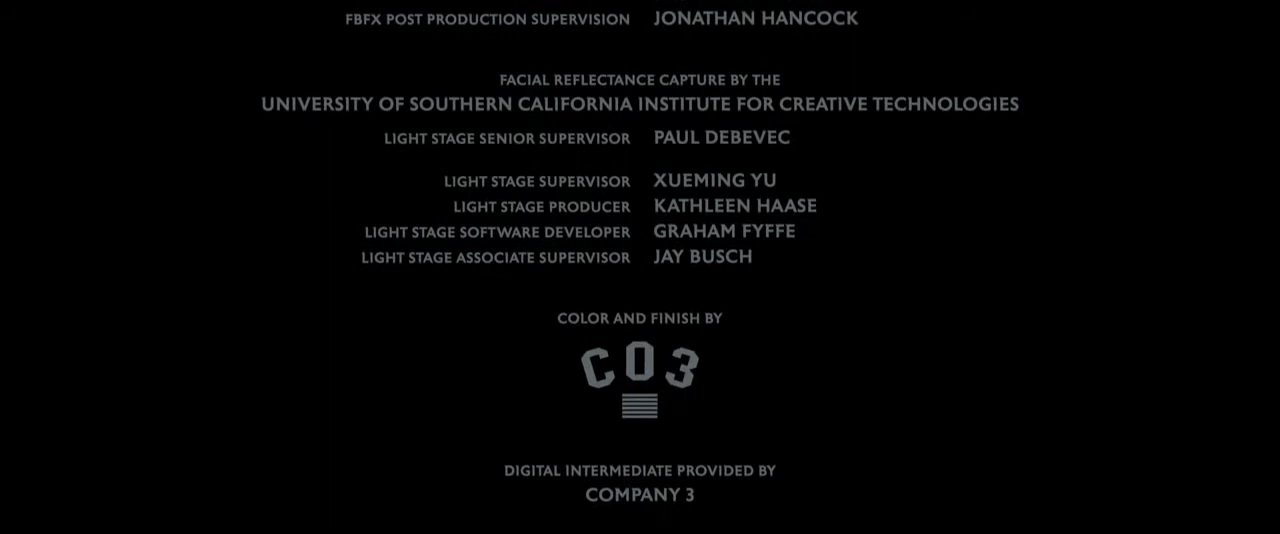 FBFX POST PRODUCTION SUPERVISION JONATHAN HANCOCK
FACIAL REFLECTANCE CAPTURE BY THE
UNIVERSITY OF SOUTHERN CALIFORNIA INSTITUTE FOR CREATIVE TECHNOLOGIES
LIGHT STAGE SENIOR SUPERVISOR PAUL DEBEVEC
LIGHT STAGE SUPERVISOR XUEMING YU
LIGHT STAGE PRODUCER KATHLEEN HAASE
LIGHT STAGE SOFTWARE DEVELOPER GRAHAM FYFFE
LIGHT STAGE ASSOCIATE SUPERVISOR JAY BUSCH
COLOR AND FINISH BY
CO3
DIGITAL INTERMEDIATE PROVIDED BY
COMPANY 3